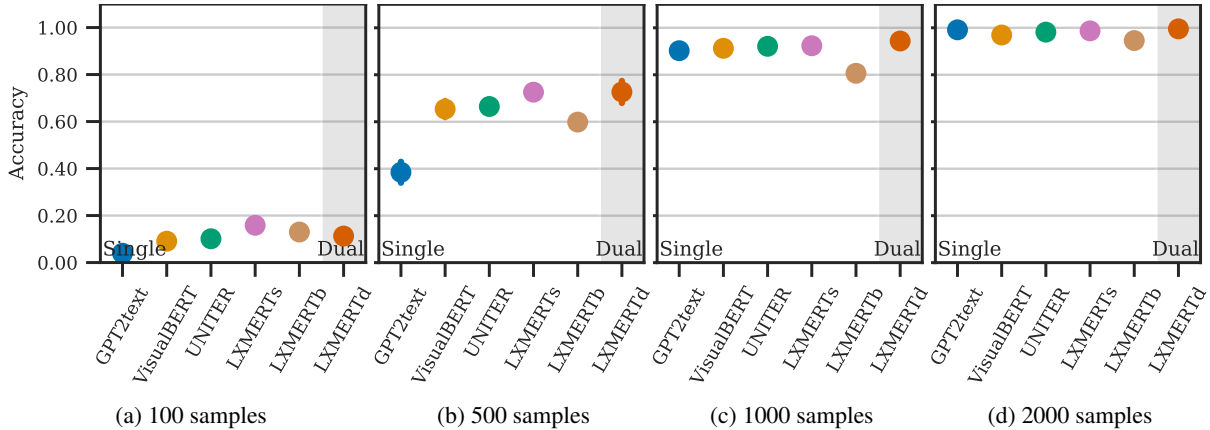 Accuracy
1.00
0.80
0.60
0.40
0.20
0.00
Single Dual
GPT2text
VisualBERT
UNITER
LXMERTs
LXMERTb
LXMERTd
(a) 100 samples
Single Dual
GPT2text
VisualBERT
UNITER
LXMERTs
LXMERTb
LXMERTd
(b) 500 samples
Single Dual
GPT2text
VisualBERT
UNITER
LXMERTs
LXMERTb
LXMERTd
(c) 1000 samples
Single Dual
GPT2text
VisualBERT
UNITER
LXMERTs
LXMERTb
LXMERTd
(d) 2000 samples